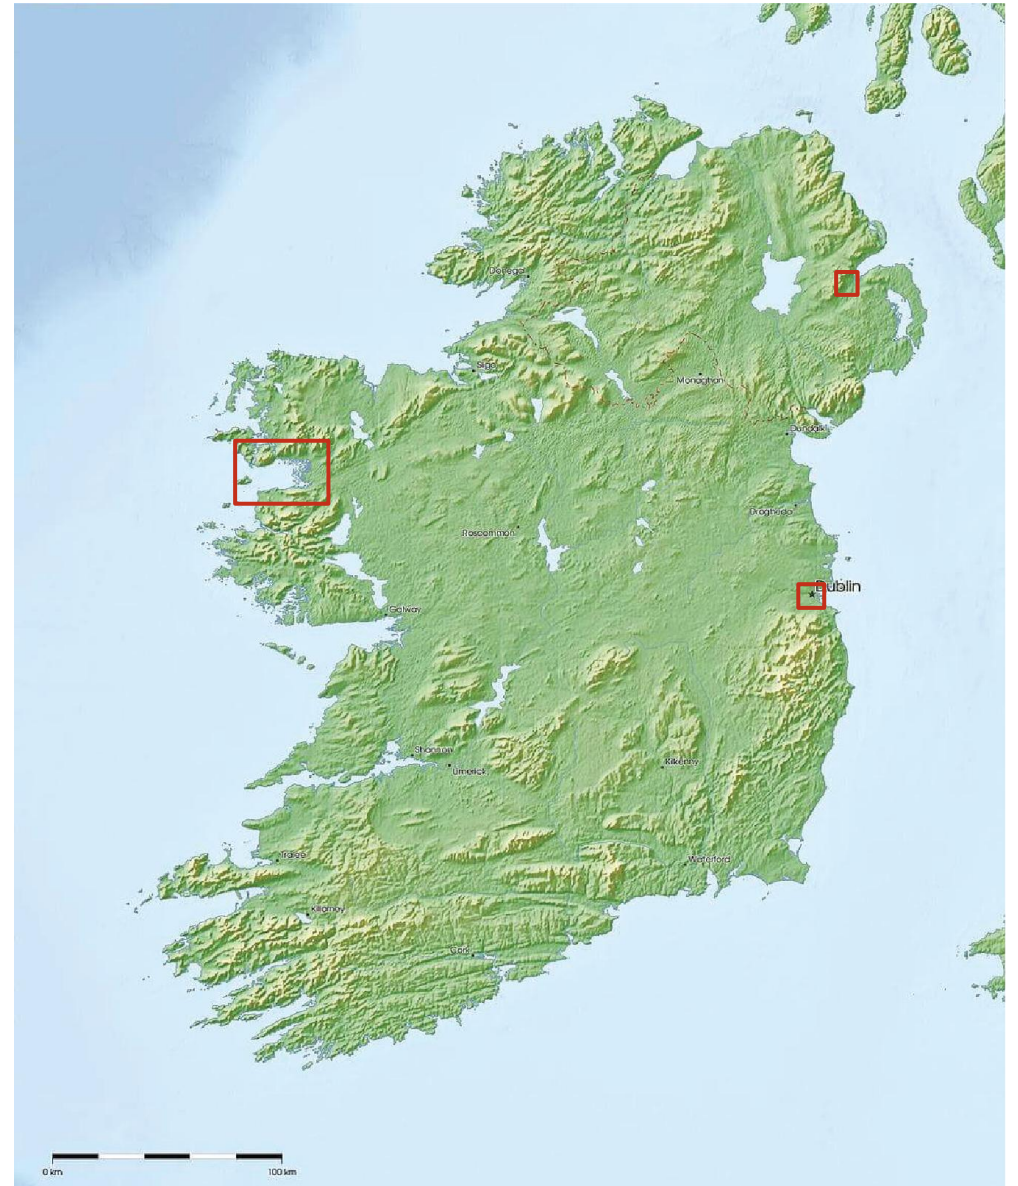 Donegal
Sligo
Monaghan
Dundalk
Drogheda
Roscommon
Dublin
Galway
Shannon
Limerick
Kilkenny
Tralee
Waterford
Killarney
Cork
0 km
100 km